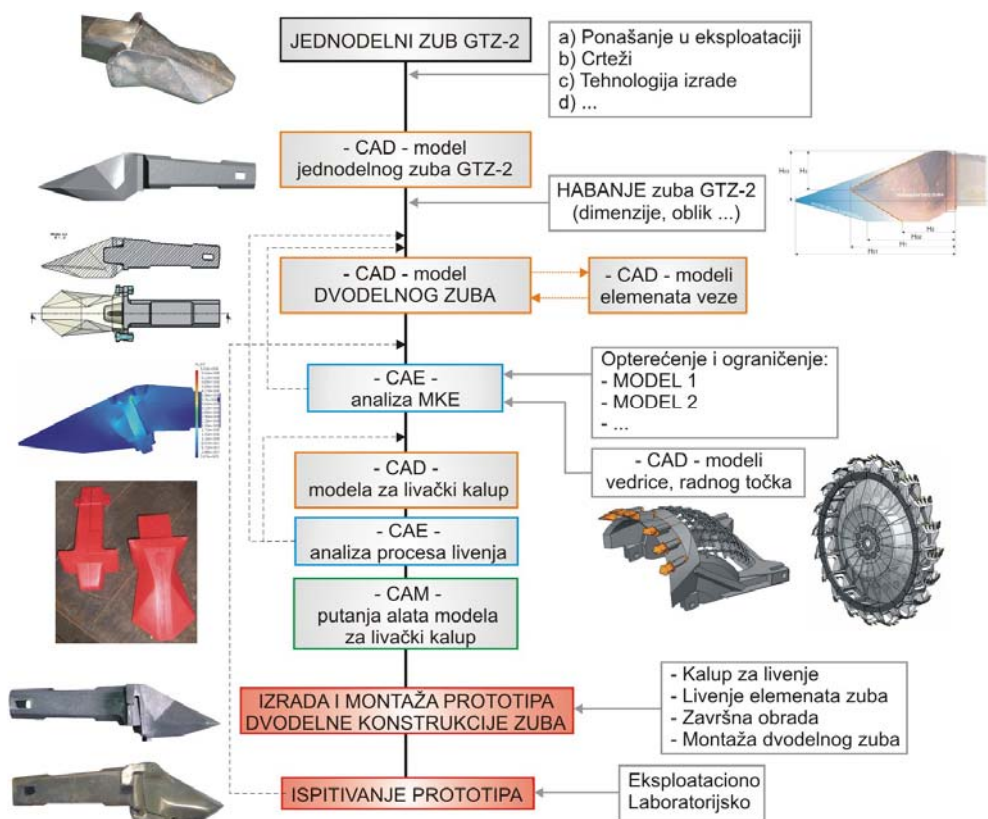 JEDNODELNI ZUB GTZ-2
a) Ponašanje u eksploataciji
b) Crteži
c) Tehnologija izrade
d) ...
- CAD - model
jednodelnog zuba GTZ-2
HABANJE zuba GTZ-2
(dimenzije, oblik ...)
- CAD - model
DVODELNOG ZUBA
- CAD - modeli
elemenata veze
- CAE -
analiza MKE
Opterećenje i ograničenje:
- MODEL 1
- MODEL 2
- ...
- CAD -
modela za livački kalup
- CAD - modeli
vedrice, radnog točka
- CAE -
analiza procesa livenja
- CAM -
putanja alata modela
za livački kalup
IZRADA I MONTAŽA PROTOTIPA
DVODELNE KONSTRUKCIJE ZUBA
- Kalup za livenje
- Livenje elemenata zuba
- Završna obrada
- Montaža dvodelnog zuba
ISPITIVANJE PROTOTIPA
Eksploataciono
Laboratorijsko